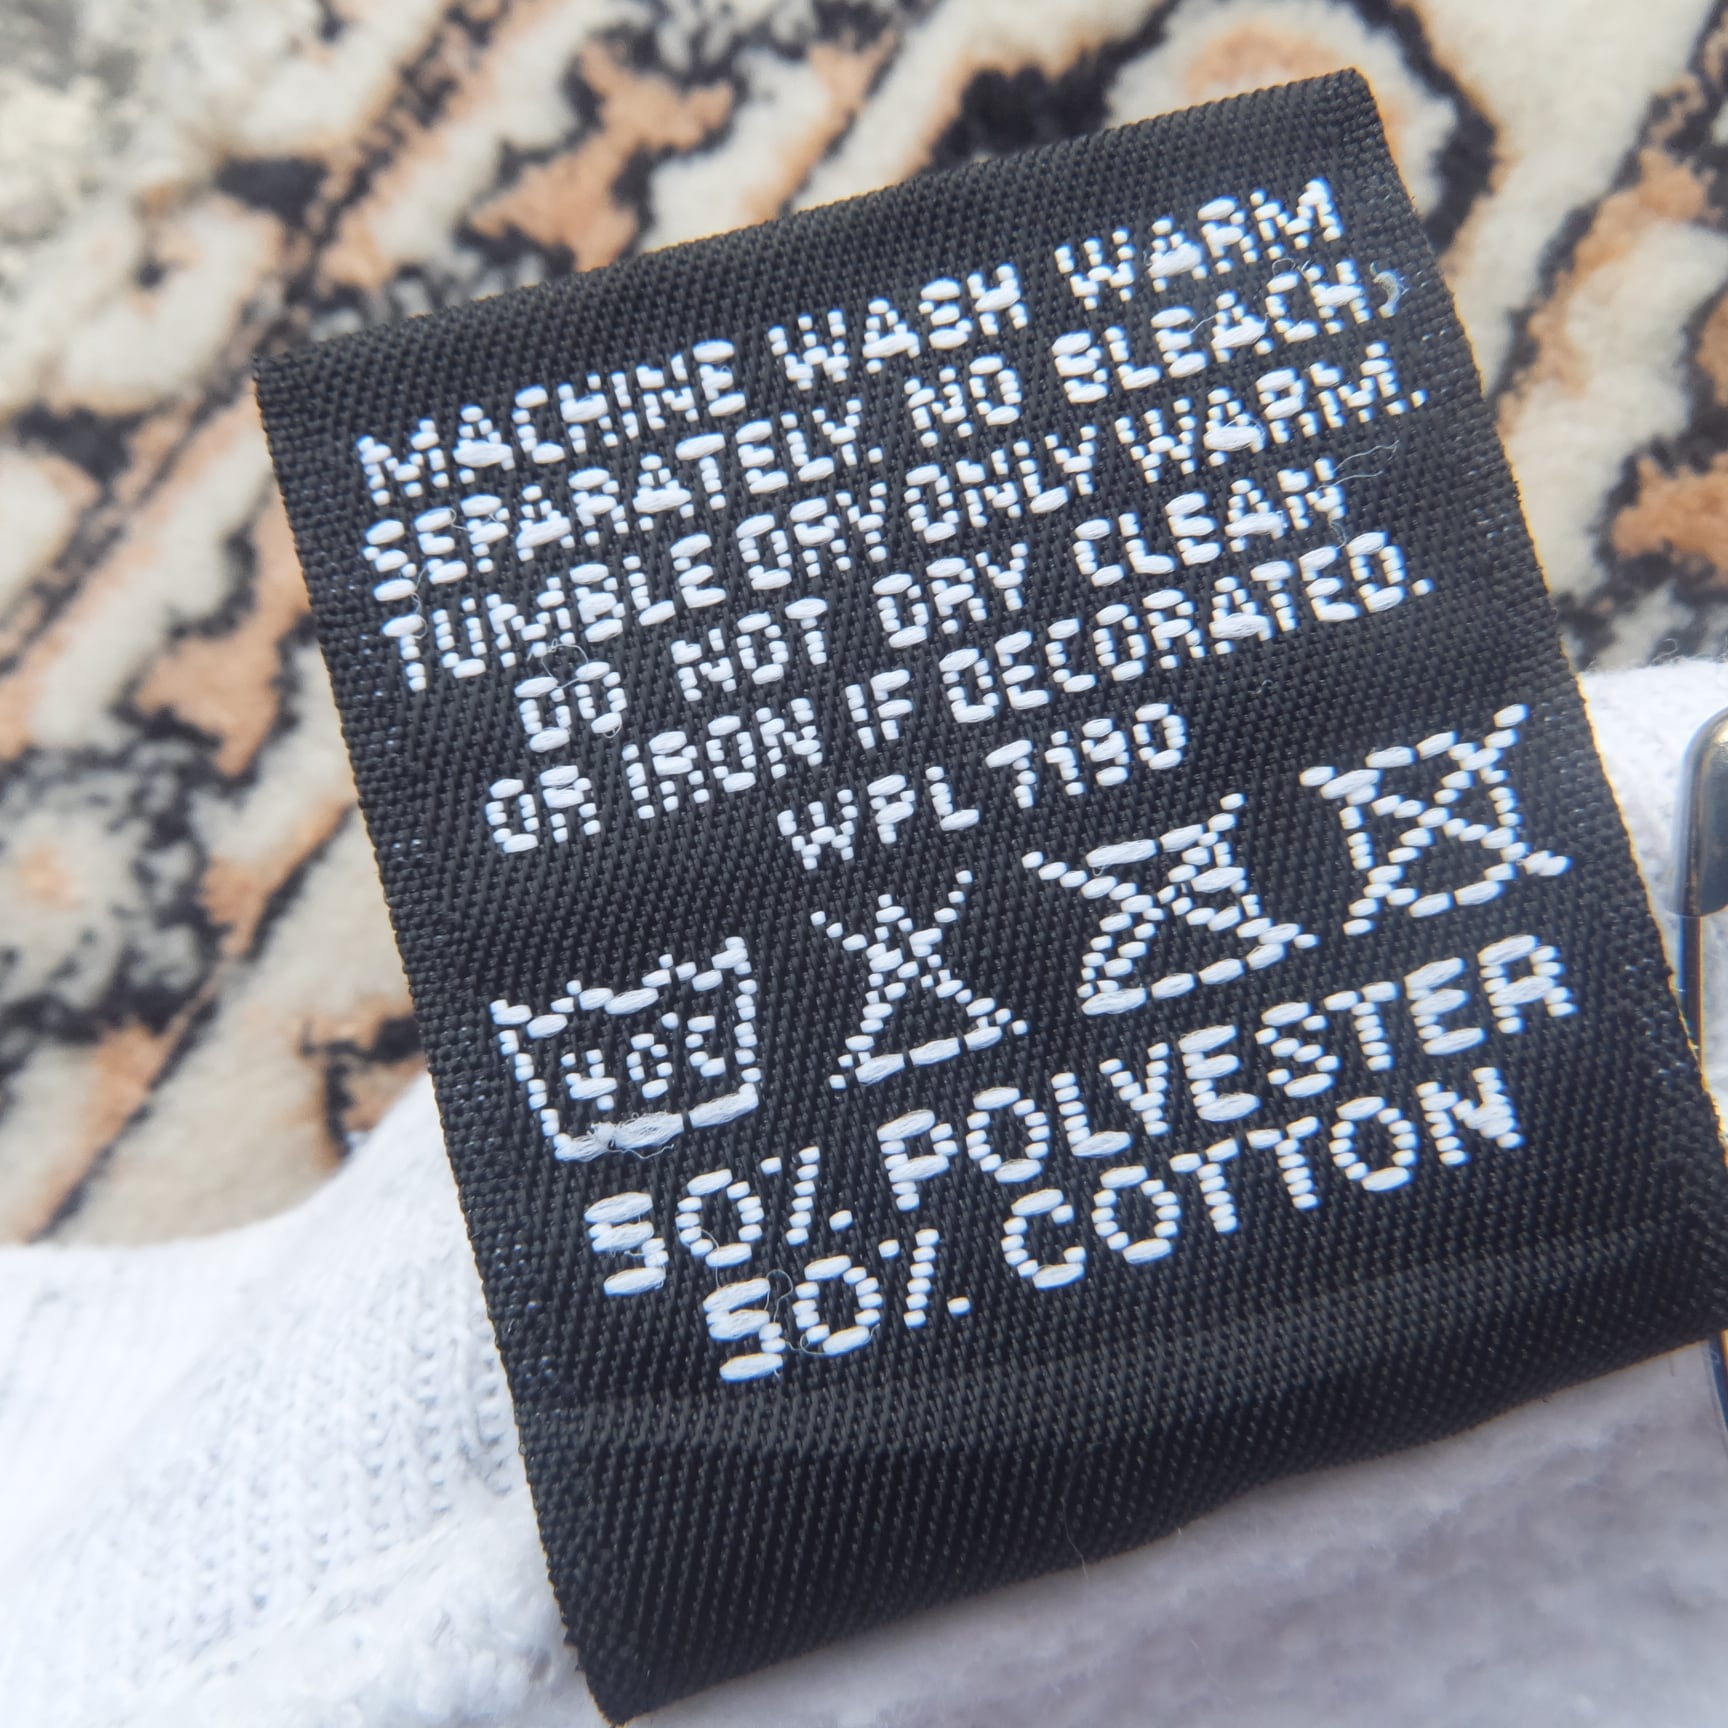 MACHINE WASH WARM
SEPARATELY. NO BLEACH,
TUMBLE DRY ONLY WARM.
DO NOT DRY CLEAN
OR IRON IF DECORATED.
WPL 7190
40C
50% POLYESTER
50% COTTON